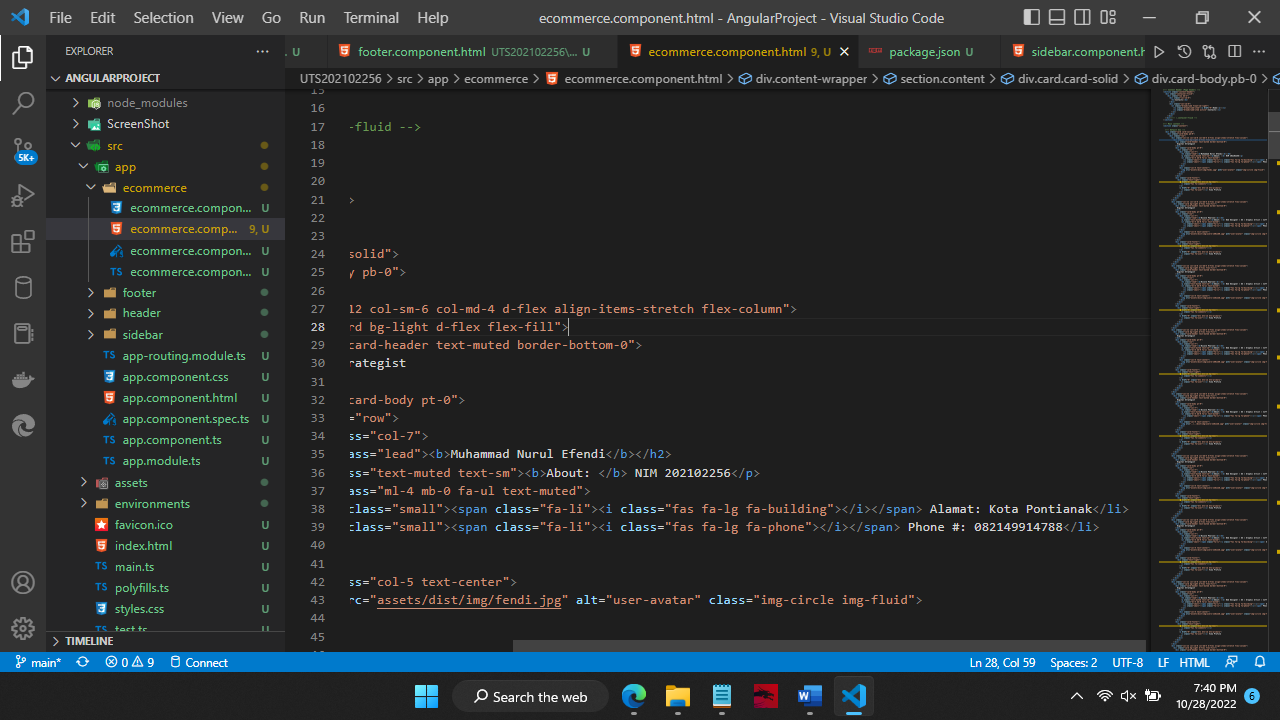 File Edit Selection View Go Run Terminal Help
ecommerce.component.html - AngularProject - Visual Studio Code
EXPLORER
U
footer.component.html UTS202102256\... U
ecommerce.component.html 9, U
package.json U
sidebar.component.h
UTS202102256 > src > app > ecommerce > ecommerce.component.html > div.content-wrapper > section.content > div.card.card-solid > div.card-body.pb-0 >
ANGULARPROJECT
node_modules
ScreenShot
src
app
ecommerce
ecommerce.compon... U
ecommerce.comp... 9, U
ecommerce.compon... U
ecommerce.compon... U
footer
header
sidebar
app-routing.module.ts U
app.component.css U
app.component.html U
app.component.spec.ts U
app.component.ts U
app.module.ts U
assets
environments
favicon.ico U
index.html U
main.ts U
polyfills.ts U
styles.css U
test.ts U
TIMELINE
5K+
15
16
17 -fluid -->
18
19
20
21 >
22
23
24 solid">
25 y pb-0">
26
27 12 col-sm-6 col-md-4 d-flex align-items-stretch flex-column">
28 d bg-light d-flex flex-fill">
29 card-header text-muted border-bottom-0">
30 rategist
31
32 card-body pt-0">
33 ="row">
34 ss="col-7">
35 ass="lead"><b>Muhammad Nurul Efendi</b></h2>
36 ss="text-muted text-sm"><b>About: </b> NIM 202102256</p>
37 ass="ml-4 mb-0 fa-ul text-muted">
38 class="small"><span class="fa-li"><i class="fas fa-lg fa-building"></i></span> Alamat: Kota Pontianak</li>
39 class="small"><span class="fa-li"><i class="fas fa-lg fa-phone"></i></span> Phone #: 082149914788</li>
40
41
42 ss="col-5 text-center">
43 rc="assets/dist/img/efendi.jpg" alt="user-avatar" class="img-circle img-fluid">
44
45
main* 0 9 Connect
Ln 28, Col 59 Spaces: 2 UTF-8 LF HTML
Search the web
7:40 PM
10/28/2022
6